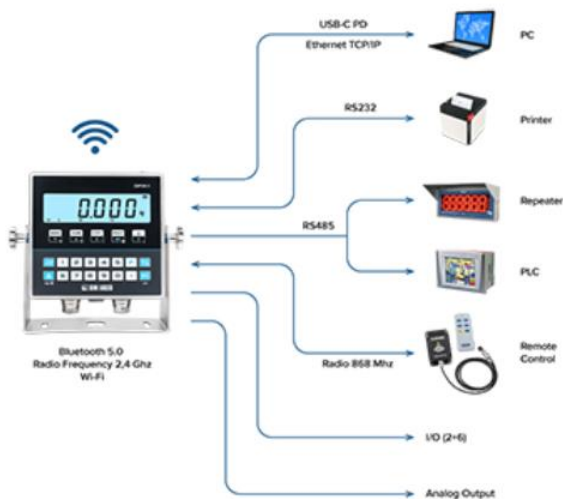 USB-C PD
Ethernet TCP/IP
PC
RS232
Printer
0.000
Repeater
RS485
PLC
Bluetooth 5.0
Radio Frequency 2,4 Ghz
Wi-Fi
Radio 868 Mhz
Remote
Control
I/O (2+6)
Analog Output